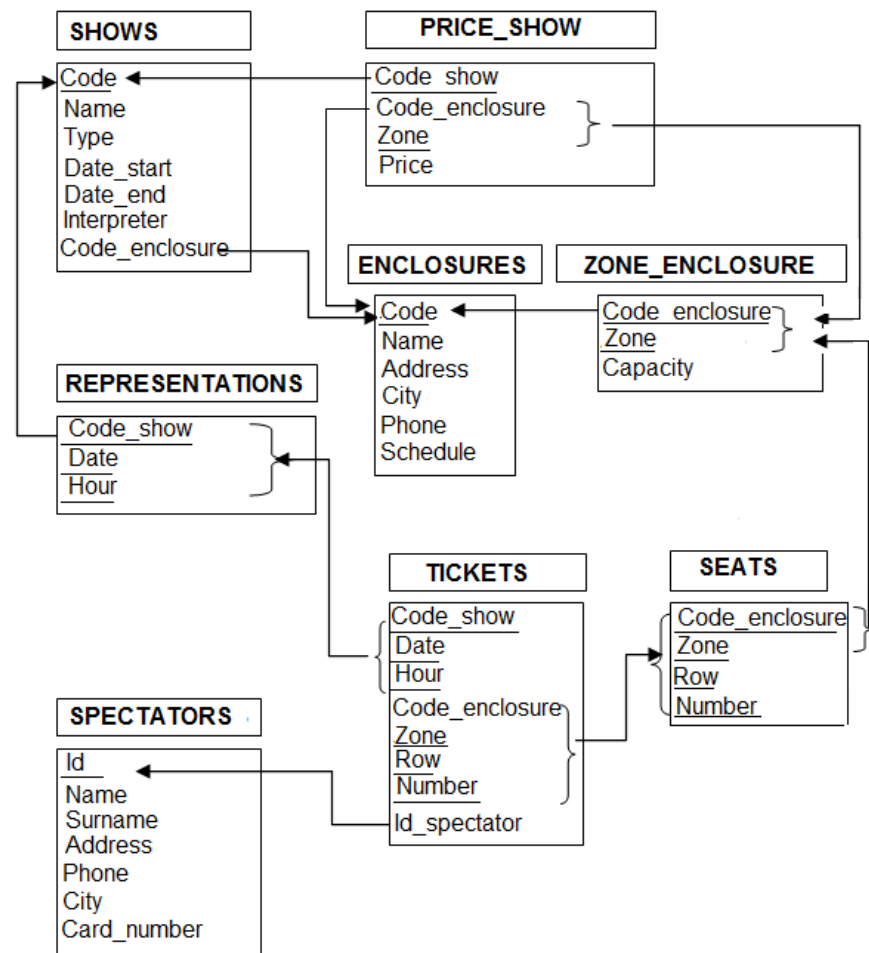 SHOWS
Code
Name
Type
Date_start
Date_end
Interpreter
Code_enclosure
PRICE_SHOW
Code_show
Code_enclosure
Zone
Price
ENCLOSURES
Code
Name
Address
City
Phone
Schedule
ZONE_ENCLOSURE
Code_enclosure
Zone
Capacity
REPRESENTATIONS
Code_show
Date
Hour
TICKETS
Code_show
Date
Hour
Code_enclosure
Zone
Row
Number
Id_spectator
SEATS
Code_enclosure
Zone
Row
Number
SPECTATORS
Id
Name
Surname
Address
Phone
City
Card_number